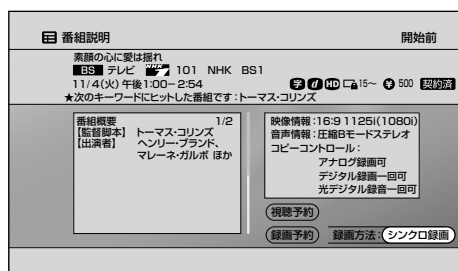 番組説明 開始前
素顔の心に愛は揺れ
BS テレビ NHK 101 NHK BS1
11/4(火)午後1:00−2:54 字 d HD 15〜 500 契約済
★次のキーワードにヒットした番組です:トーマス・コリンズ
番組概要 1/2
【監督脚本】 トーマス・コリンズ
【出演者】 ヘンリー・ブランド、
マレーネ・ガルボ ほか
映像情報:16:9 1125i(1080i)
音声情報:圧縮Bモードステレオ
コピーコントロール:
アナログ録画可
デジタル録画一回可
光デジタル録音一回可
視聴予約
録画予約 録画方法:シンクロ録画